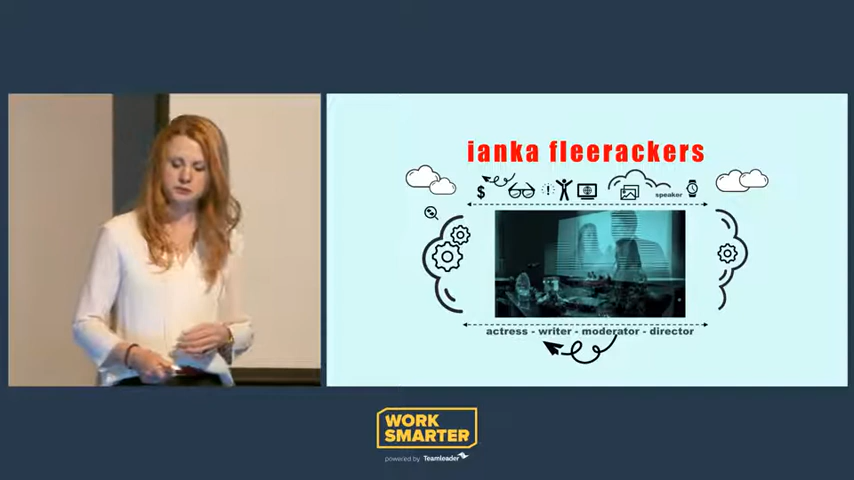 ianka fleerackers
$
!
speaker
actress - writer - moderator - director
WORK
SMARTER
powered by Teamleader